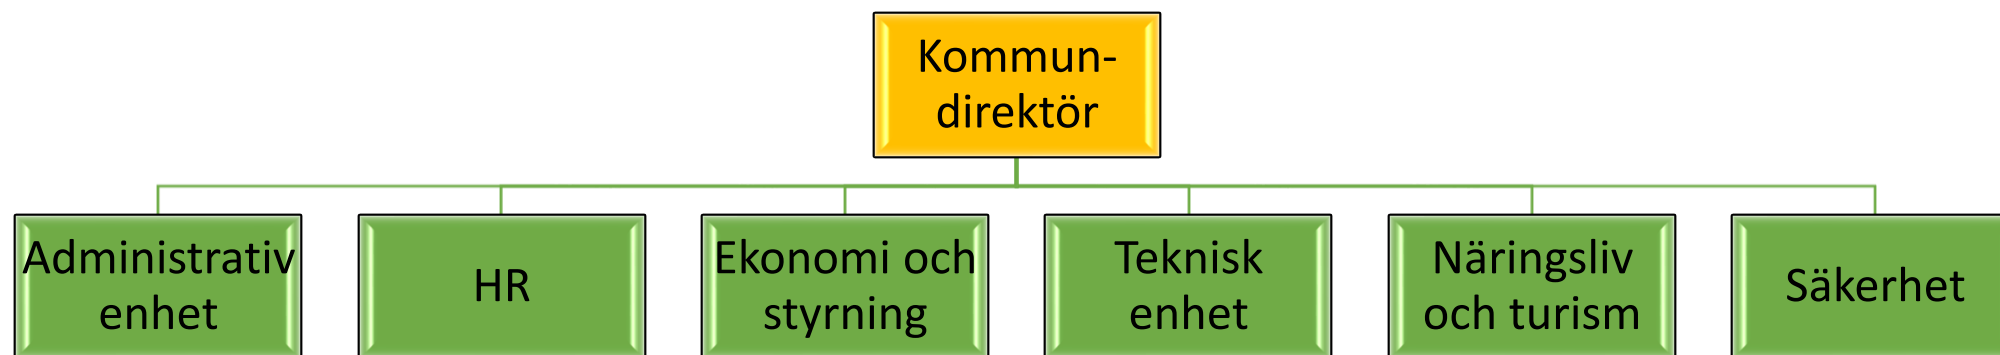 Kommun-
direktör
Administrativ
enhet
HR
Ekonomi och
styrning
Teknisk
enhet
Näringsliv
och turism
Säkerhet